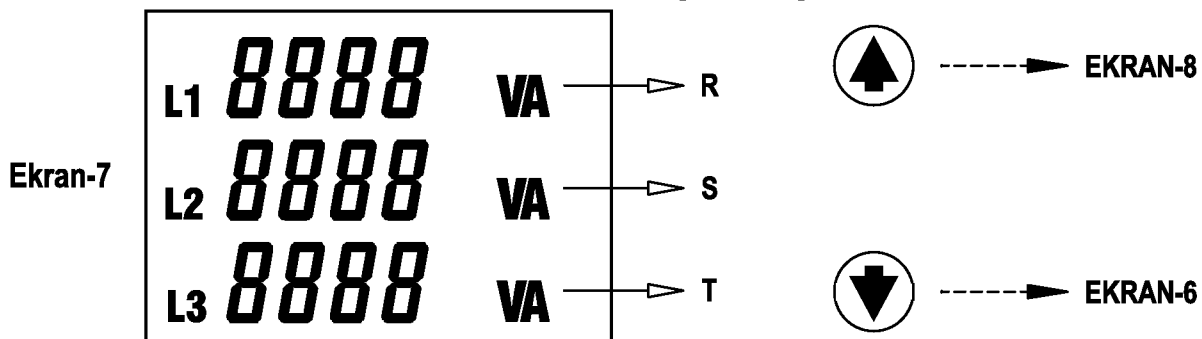 L1 8888 VA R EKRAN-8
Ekran-7
L2 8888 VA S
L3 8888 VA T EKRAN-6